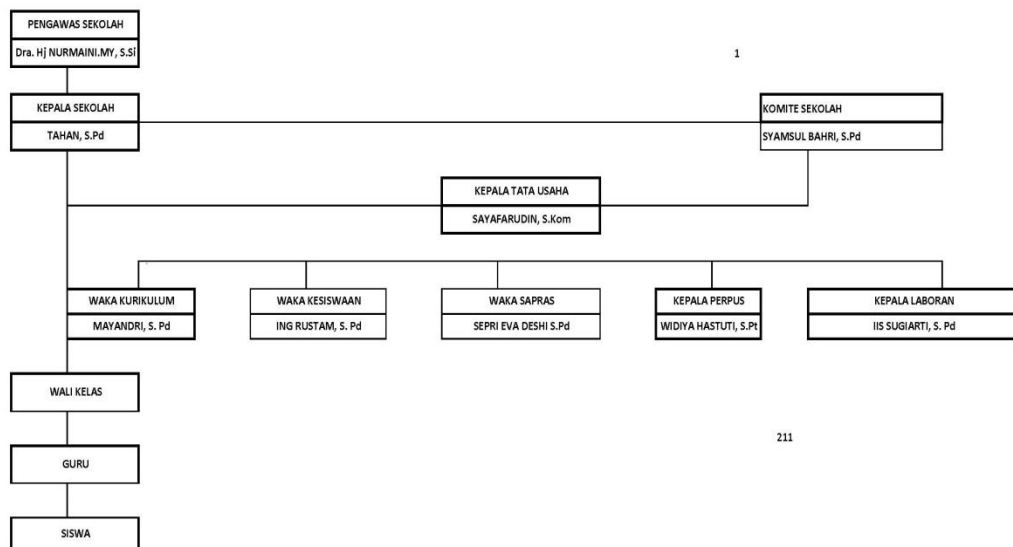 PENGAWAS SEKOLAH
Dra. Hj NURMAINI.MY, S.Si
1
KEPALA SEKOLAH
TAHAN, S.Pd
KOMITE SEKOLAH
SYAMSUL BAHRI, S.Pd
KEPALA TATA USAHA
SAYAFARUDIN, S.Kom
WAKA KURIKULUM
MAYANDRI, S. Pd
WAKA KESISWAAN
ING RUSTAM, S. Pd
WAKA SAPRAS
SEPRI EVA DESHI S.Pd
KEPALA PERPUS
WIDIYA HASTUTI, S.Pt
KEPALA LABORAN
IIS SUGIARTI, S. Pd
WALI KELAS
211
GURU
SISWA